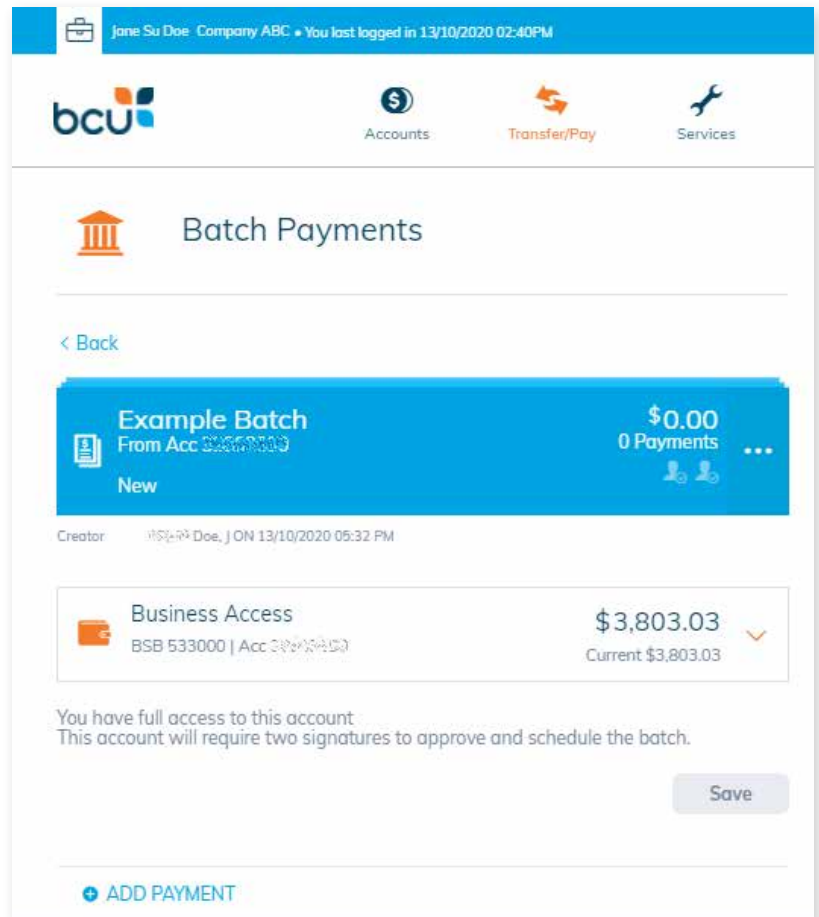 Jane Su Doe Company ABC • You last logged in 13/10/2020 02:40PM
bcu
Accounts
Transfer/Pay
Services
Batch Payments
< Back
Example Batch
$0.00
From Acc
0 Payments
New
Creator Doe, J ON 13/10/2020 05:32 PM
Business Access
$3,803.03
BSB 533000 | Acc
Current $3,803.03
You have full access to this account
This account will require two signatures to approve and schedule the batch.
Save
ADD PAYMENT